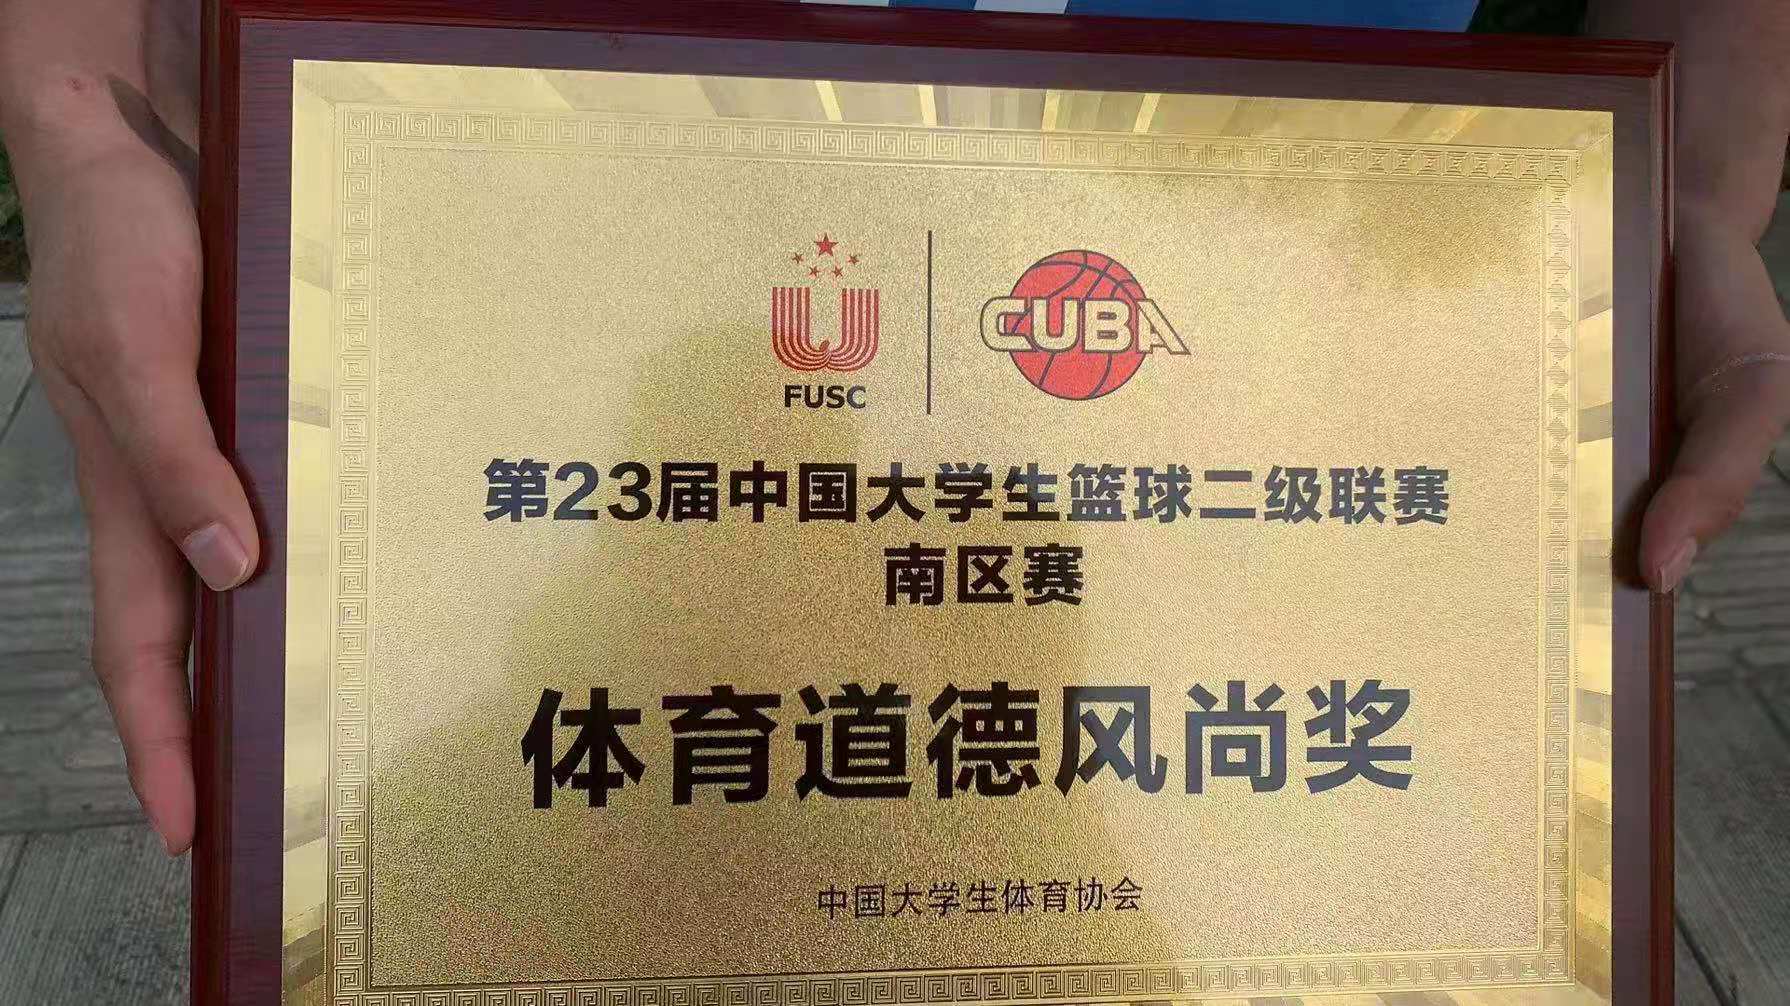 FUSC
CUBA
第23届中国大学生篮球二级联赛
南区赛
体育道德风尚奖
中国大学生体育协会